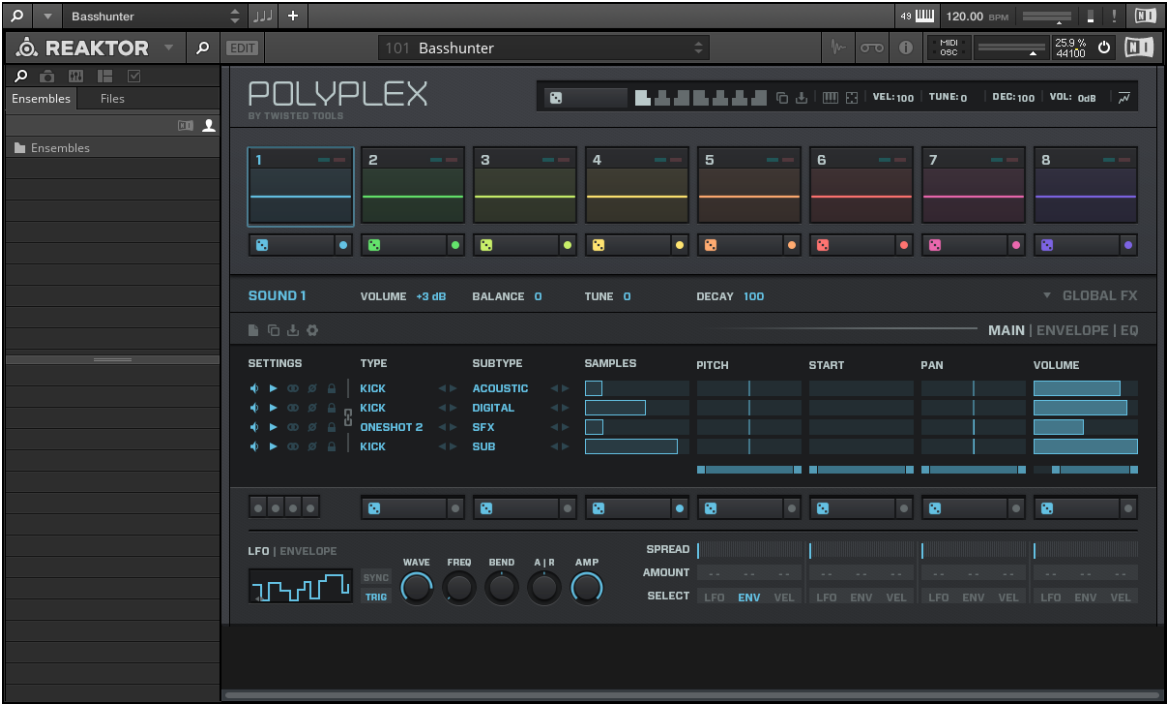 Basshunter 49 120.00 BPM
REAKTOR EDIT 101 Basshunter MIDI OSC 25.9 % 44100
Ensembles Files
Ensembles
POLYPLEX
BY TWISTED TOOLS
VEL:100 TUNE:0 DEC:100 VOL: 0dB
1 2 3 4 5 6 7 8
SOUND 1 VOLUME +3 dB BALANCE 0 TUNE 0 DECAY 100 GLOBAL FX
MAIN | ENVELOPE | EQ
SETTINGS TYPE SUBTYPE SAMPLES PITCH START PAN VOLUME
KICK ACOUSTIC
KICK DIGITAL
ONESHOT 2 SFX
KICK SUB
LFO | ENVELOPE
WAVE FREQ BEND A|R AMP
SYNC
TRIG
SPREAD
AMOUNT -- -- -- -- -- -- -- -- -- -- -- --
SELECT LFO ENV VEL LFO ENV VEL LFO ENV VEL LFO ENV VEL